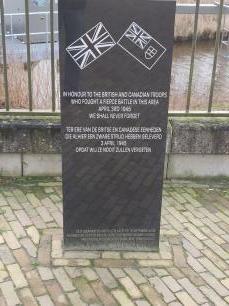 IN HONOUR TO THE BRITISH AND CANADIAN TROOPS
WHO FOUGHT A FIERCE BATTLE IN THIS AREA
APRIL 3RD 1945
WE SHALL NEVER FORGET
TER ERE VAN DE BRITSE EN CANADESE EENHEDEN
DIE ALHIER EEN ZWARE STRIJD HEBBEN GELEVERD
3 APRIL 1945
OPDAT WIJ ZE NOOIT ZULLEN VERGETEN